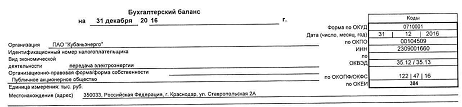 Бухгалтерский баланс
на 31 декабря 20 16 г.
Коды
Форма по ОКУД 0710001
Дата (число, месяц, год) 31 12 2016
Организация ПАО "Кубаньэнерго" по ОКПО 00104509
Идентификационный номер налогоплательщика ИНН 2309001660
Вид экономической
деятельности передача электроэнергии ОКВЭД 35.12 / 35.13
Организационно-правовая форма/форма собственности
Публичное акционерное общество по ОКОПФ/ОКФС 122 / 47 16
Единица измерения: тыс. руб. по ОКЕИ 384
Местонахождение (адрес) 350033, Российская Федерация, г. Краснодар, ул. Ставропольская 2А